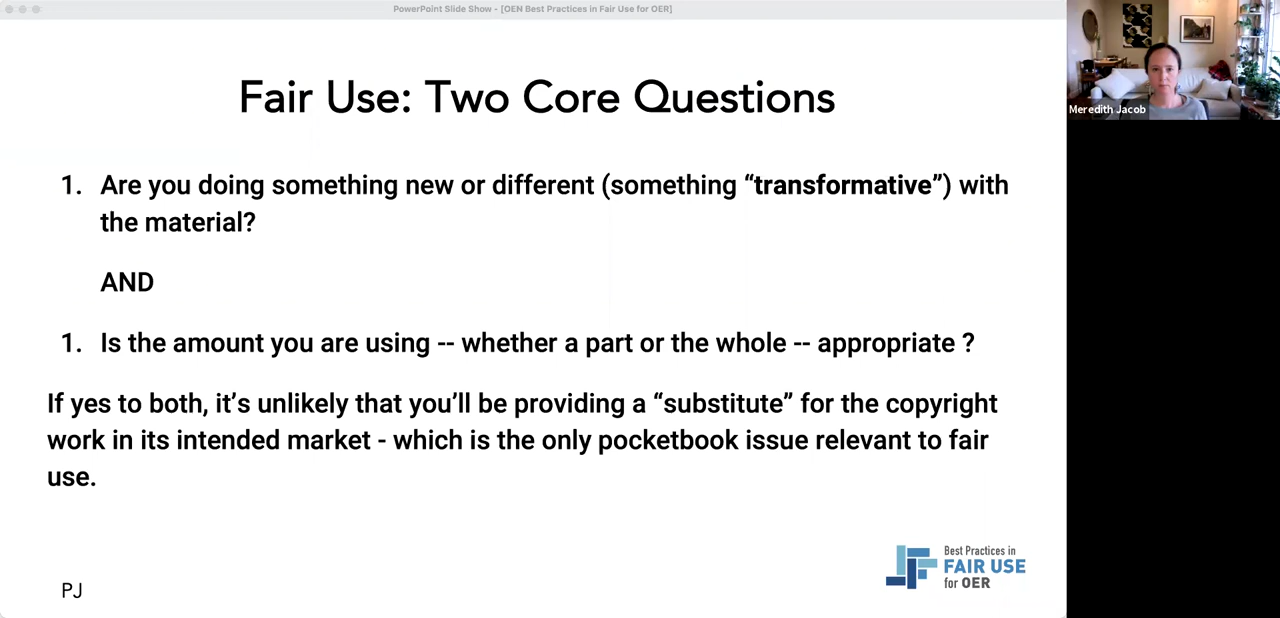 PowerPoint Slide Show - [OEN Best Practices in Fair Use for OER]
Fair Use: Two Core Questions
1. Are you doing something new or different (something “transformative”) with
the material?
AND
1. Is the amount you are using -- whether a part or the whole -- appropriate ?
If yes to both, it’s unlikely that you’ll be providing a “substitute” for the copyright
work in its intended market - which is the only pocketbook issue relevant to fair
use.
PJ
Best Practices in
FAIR USE
for OER
Meredith Jacob